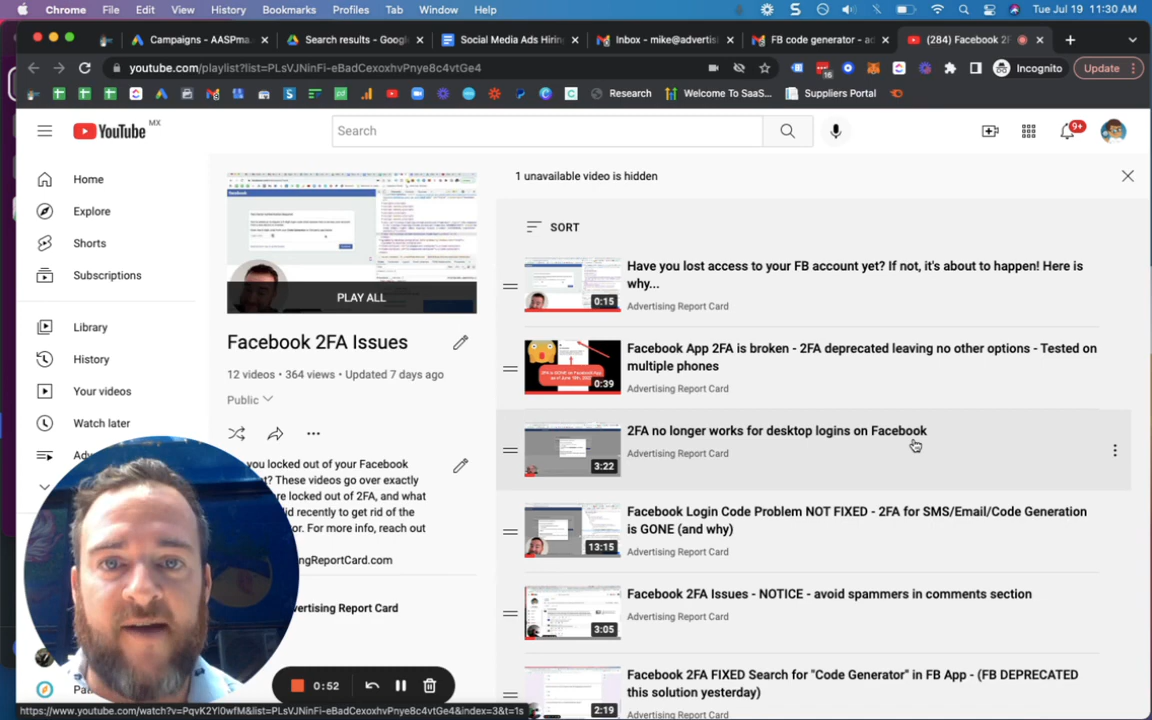 Chrome File Edit View History Bookmarks Profiles Tab Window Help Tue Jul 19 11:30 AM
Campaigns - AASPma Search results - Googl Social Media Ads Hirin Inbox - mike@advertis FB code generator - a (284) Facebook 2F
youtube.com/playlist?list=PLsVJNinFi-eBadCexoxhvPnye8c4vtGe4 16 Incognito Update
Research Welcome To SaaS... Suppliers Portal
YouTube MX
Search
9+
Home
Explore
Shorts
Subscriptions
Library
History
Your videos
Watch later
PLAY ALL
Facebook 2FA Issues
12 videos • 364 views • Updated 7 days ago
Public
you locked out of your Facebook
t? These videos go over exactly
re locked out of 2FA, and what
id recently to get rid of the
or. For more info, reach out
ngReportCard.com
vertising Report Card
0:52
1 unavailable video is hidden
SORT
Have you lost access to your FB account yet? If not, it's about to happen! Here is
why...
Advertising Report Card
0:15
Facebook App 2FA is broken - 2FA deprecated leaving no other options - Tested on
multiple phones
Advertising Report Card
0:39
2FA no longer works for desktop logins on Facebook
Advertising Report Card
3:22
Facebook Login Code Problem NOT FIXED - 2FA for SMS/Email/Code Generation
is GONE (and why)
Advertising Report Card
13:15
Facebook 2FA Issues - NOTICE - avoid spammers in comments section
Advertising Report Card
3:05
Facebook 2FA FIXED Search for "Code Generator" in FB App - (FB DEPRECATED
this solution yesterday)
Advertising Report Card
2:19
https://www.youtube.com/watch?v=PqvK2Yl0wfM&list=PLsVJNinFi-eBadCexoxhvPnye8c4vtGe4&index=3&t=1s